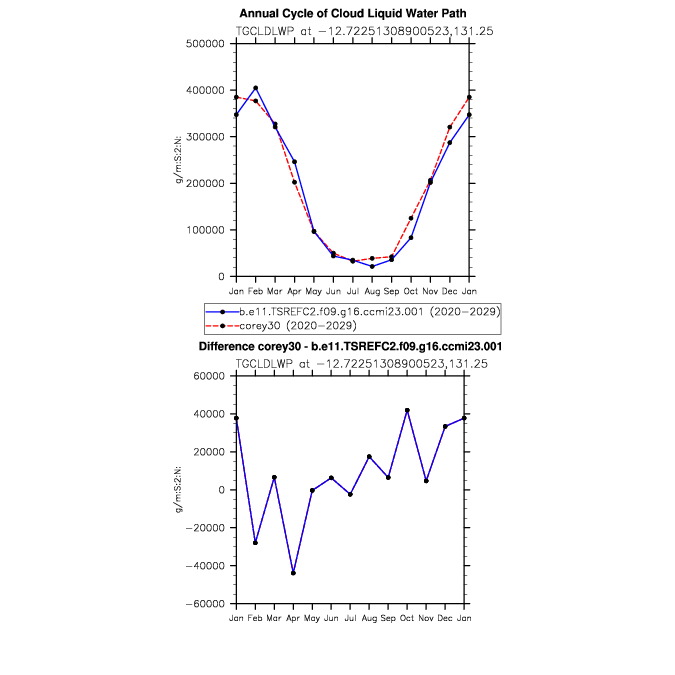 Annual Cycle of Cloud Liquid Water Path
TGCLDLWP at −12.72251308900523,131.25
500000
400000
300000
200000
100000
0
g/m:S:2:N:
Jan Feb Mar Apr May Jun Jul Aug Sep Oct Nov Dec Jan
b.e11.TSREFC2.f09.g16.ccmi23.001 (2020−2029)
corey30 (2020−2029)
Difference corey30 - b.e11.TSREFC2.f09.g16.ccmi23.001
TGCLDLWP at −12.72251308900523,131.25
60000
40000
20000
0
−20000
−40000
−60000
g/m:S:2:N:
Jan Feb Mar Apr May Jun Jul Aug Sep Oct Nov Dec Jan